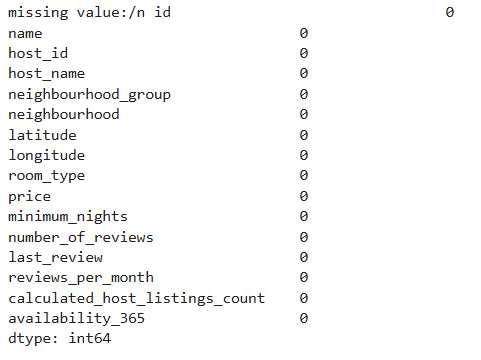 missing value:/n id                                 0
name                              0
host_id                           0
host_name                         0
neighbourhood_group               0
neighbourhood                     0
latitude                          0
longitude                         0
room_type                         0
price                             0
minimum_nights                    0
number_of_reviews                 0
last_review                       0
reviews_per_month                 0
calculated_host_listings_count    0
availability_365                  0
dtype: int64